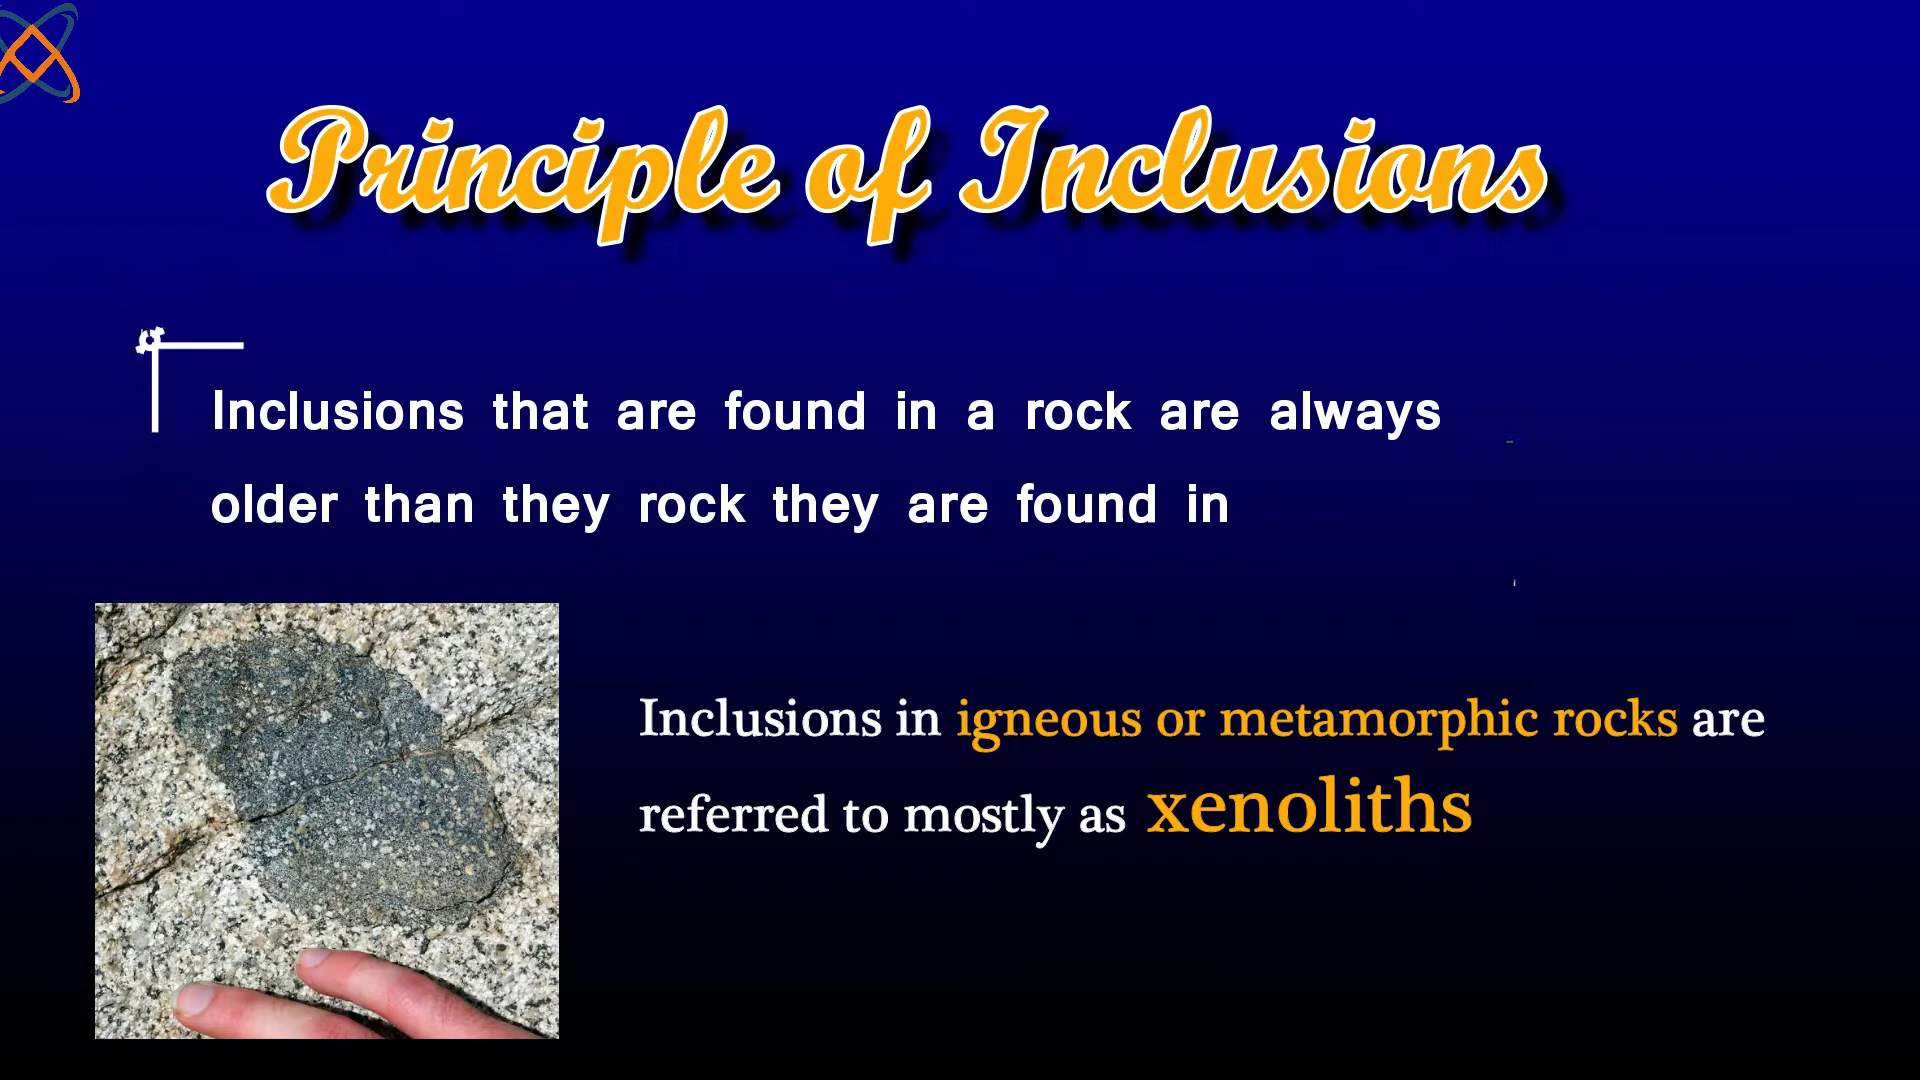 Principle of Inclusions
Inclusions that are found in a rock are always
older than they rock they are found in
Inclusions in igneous or metamorphic rocks are
referred to mostly as xenoliths